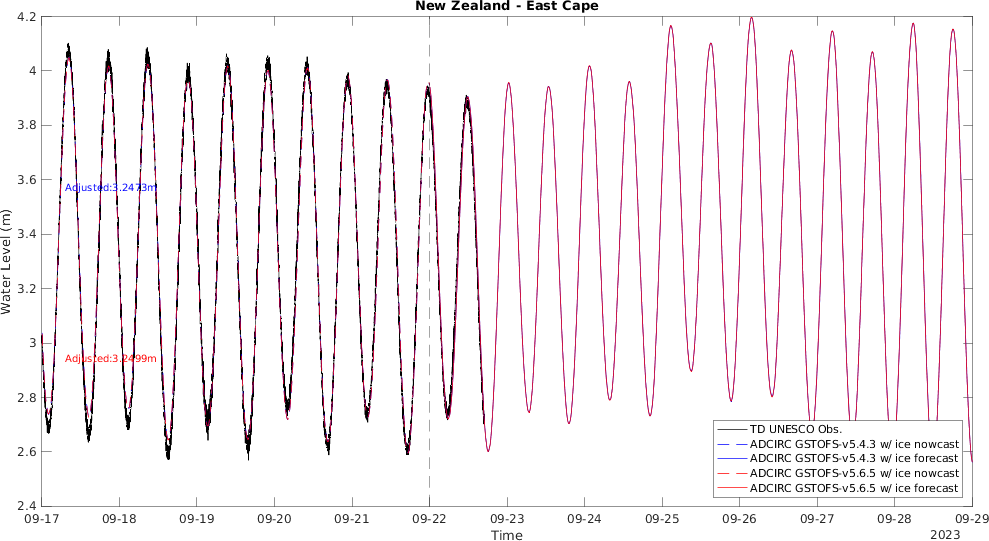 New Zealand - East Cape
Water Level (m)
4.2
4
3.8
3.6
3.4
3.2
3
2.8
2.6
2.4
Adjusted:3.2473m
Adjusted:3.2499m
TD UNESCO Obs.
ADCIRC GSTOFS-v5.4.3 w/ ice nowcast
ADCIRC GSTOFS-v5.4.3 w/ ice forecast
ADCIRC GSTOFS-v5.6.5 w/ ice nowcast
ADCIRC GSTOFS-v5.6.5 w/ ice forecast
09-17 09-18 09-19 09-20 09-21 09-22 09-23 09-24 09-25 09-26 09-27 09-28 09-29
Time
2023